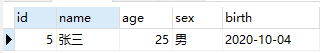 id name age sex birth
5 张三 25 男 2020-10-04